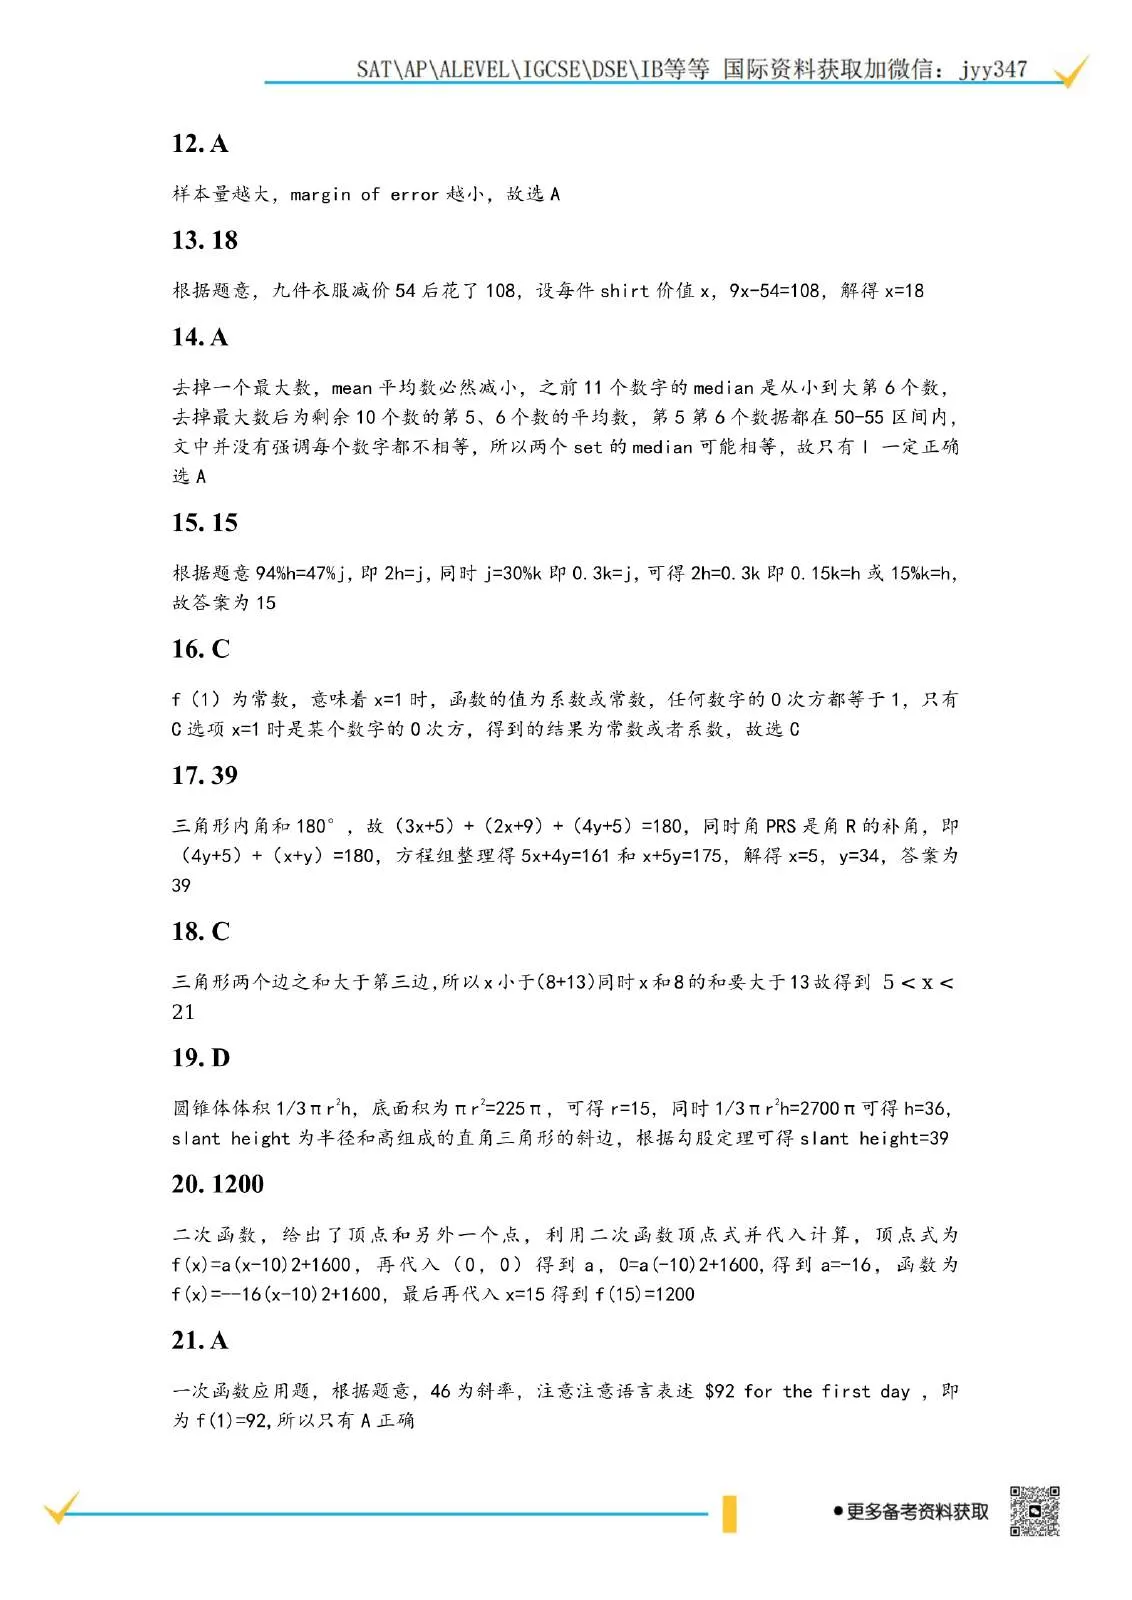 SAT\AP\ALEVEL\IGCSE\DSE\IB等等 国际资料获取加微信：jyy347
12. A
样本量越大，margin of error 越小，故选 A
13. 18
根据题意，九件衣服减价 54 后花了 108，设每件 shirt 价值 x，9x-54=108，解得 x=18
14. A
去掉一个最大数，mean 平均数必然减小，之前 11 个数字的 median 是从小到大第 6 个数，
去掉最大数后为剩余 10 个数的第 5、6 个数的平均数，第 5 第 6 个数据都在 50-55 区间内，
文中并没有强调每个数字都不相等，所以两个 set 的 median 可能相等，故只有 I 一定正确
选 A
15. 15
根据题意 94%h=47%j,即 2h=j,同时 j=30%k 即 0.3k=j,可得 2h=0.3k 即 0.15k=h 或 15%k=h,
故答案为 15
16. C
f（1）为常数，意味着 x=1 时，函数的值为系数或常数，任何数字的 0 次方都等于 1，只有
C 选项 x=1 时是某个数字的 0 次方，得到的结果为常数或者系数，故选 C
17. 39
三角形内角和 180°，故（3x+5）+（2x+9）+（4y+5）=180，同时角 PRS 是角 R 的补角，即
（4y+5）+（x+y）=180，方程组整理得 5x+4y=161 和 x+5y=175，解得 x=5，y=34，答案为
39
18. C
三角形两个边之和大于第三边,所以 x 小于(8+13)同时 x 和 8 的和要大于 13 故得到 5 < x <
21
19. D
圆锥体体积 1/3πr²h，底面积为πr²=225π，可得 r=15，同时 1/3πr²h=2700π可得 h=36，
slant height 为半径和高组成的直角三角形的斜边，根据勾股定理可得 slant height=39
20. 1200
二次函数，给出了顶点和另外一个点，利用二次函数顶点式并代入计算，顶点式为
f(x)=a(x-10)2+1600，再代入（0，0）得到 a，0=a(-10)2+1600,得到 a=-16，函数为
f(x)=--16(x-10)2+1600，最后再代入 x=15 得到 f(15)=1200
21. A
一次函数应用题，根据题意，46 为斜率，注意注意语言表述 $92 for the first day ，即
为 f(1)=92,所以只有 A 正确
●更多备考资料获取